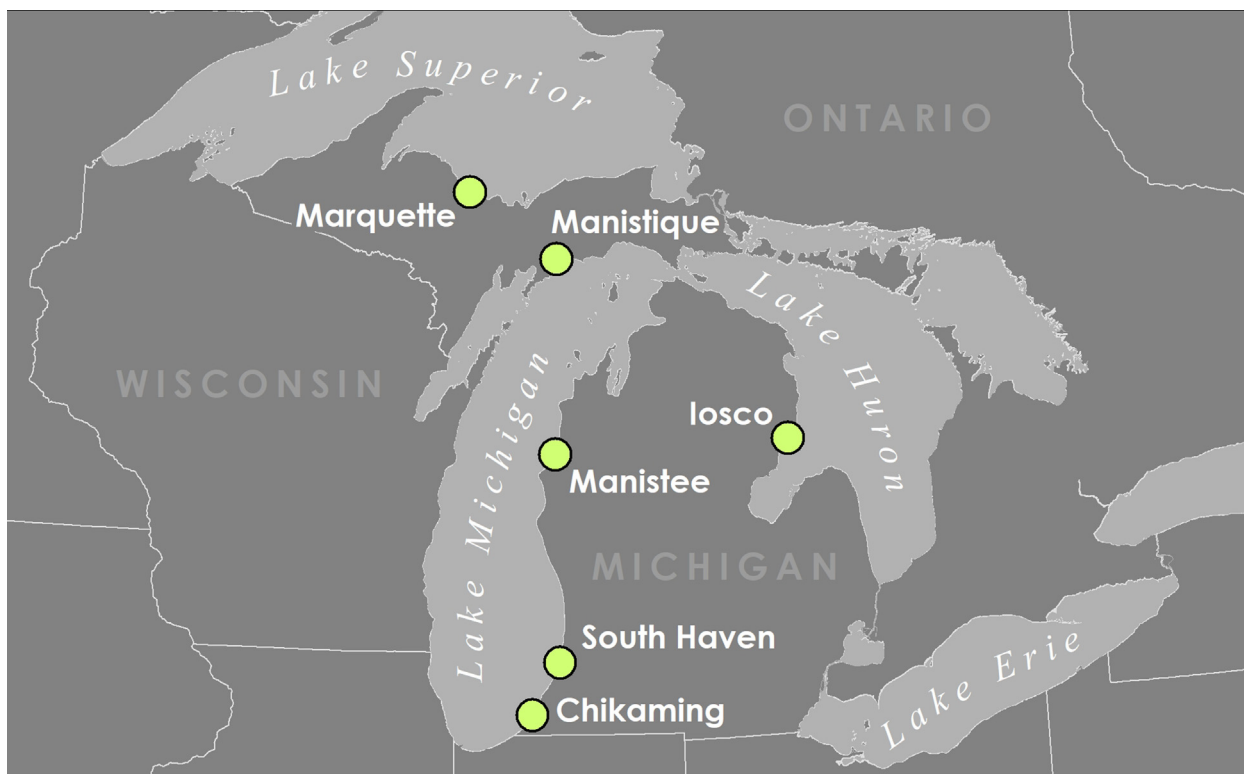 Lake Superior
ONTARIO
Marquette
Manistique
Lake Huron
WISCONSIN
Lake Michigan
Iosco
Manistee
MICHIGAN
South Haven
Lake Erie
Chikaming